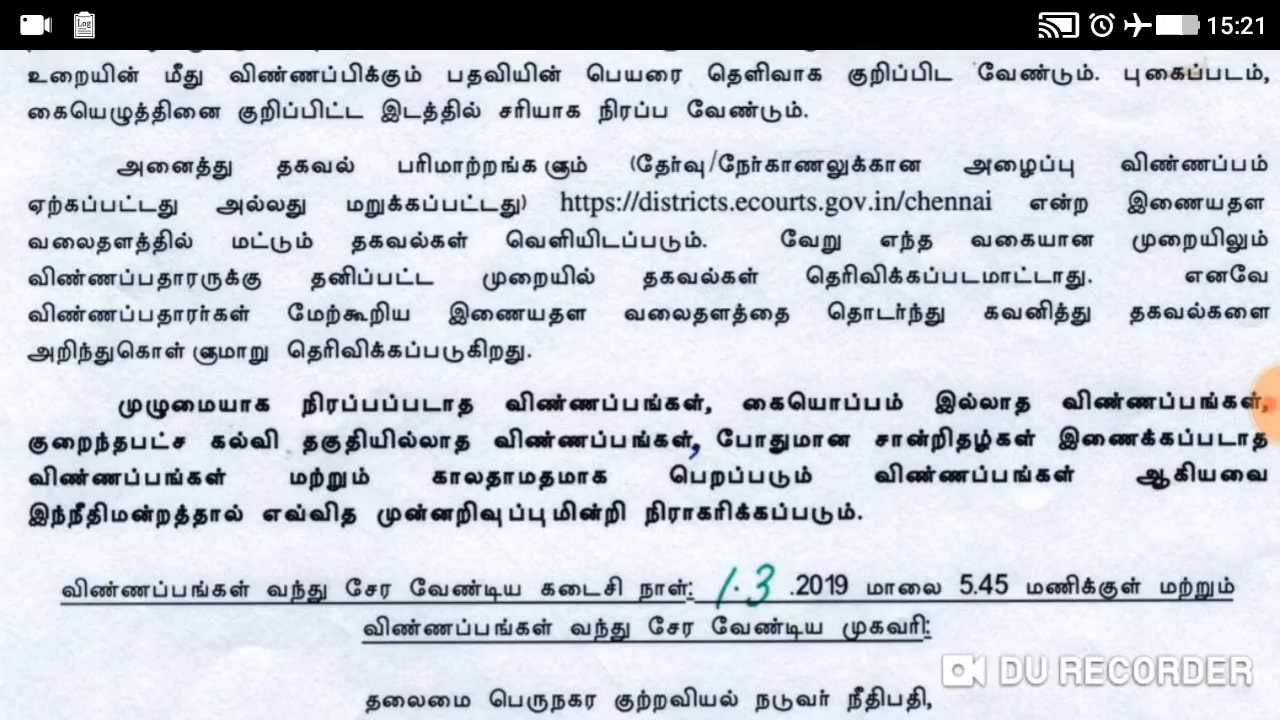 15:21
உறையின் மீது விண்ணப்பிக்கும் பதவியின் பெயரை தெளிவாக குறிப்பிட வேண்டும். புகைப்படம்,
கையெழுத்தினை குறிப்பிட்ட இடத்தில் சரியாக நிரப்ப வேண்டும்.
அனைத்து தகவல் பரிமாற்றங்களும் (தேர்வு/நேர்காணலுக்கான அழைப்பு விண்ணப்பம்
ஏற்கப்பட்டது அல்லது மறுக்கப்பட்டது) https://districts.ecourts.gov.in/chennai என்ற இணையதள
வலைதளத்தில் மட்டும் தகவல்கள் வெளியிடப்படும். வேறு எந்த வகையான முறையிலும்
விண்ணப்பதாரருக்கு தனிப்பட்ட முறையில் தகவல்கள் தெரிவிக்கப்படமாட்டாது. எனவே
விண்ணப்பதாரர்கள் மேற்கூறிய இணையதள வலைதளத்தை தொடர்ந்து கவனித்து தகவல்களை
அறிந்துகொள்ளுமாறு தெரிவிக்கப்படுகிறது.
முழுமையாக நிரப்பப்படாத விண்ணப்பங்கள், கையொப்பம் இல்லாத விண்ணப்பங்கள்,
குறைந்தபட்ச கல்வி தகுதியில்லாத விண்ணப்பங்கள், போதுமான சான்றிதழ்கள் இணைக்கப்படாத
விண்ணப்பங்கள் மற்றும் காலதாமதமாக பெறப்படும் விண்ணப்பங்கள் ஆகியவை
இந்நீதிமன்றத்தால் எவ்வித முன்னறிவுப்புமின்றி நிராகரிக்கப்படும்.
விண்ணப்பங்கள் வந்து சேர வேண்டிய கடைசி நாள்: 1.3 .2019 மாலை 5.45 மணிக்குள் மற்றும்
விண்ணப்பங்கள் வந்து சேர வேண்டிய முகவரி:
DU RECORDER
தலைமை பெருநகர குற்றவியல் நடுவர் நீதிபதி,